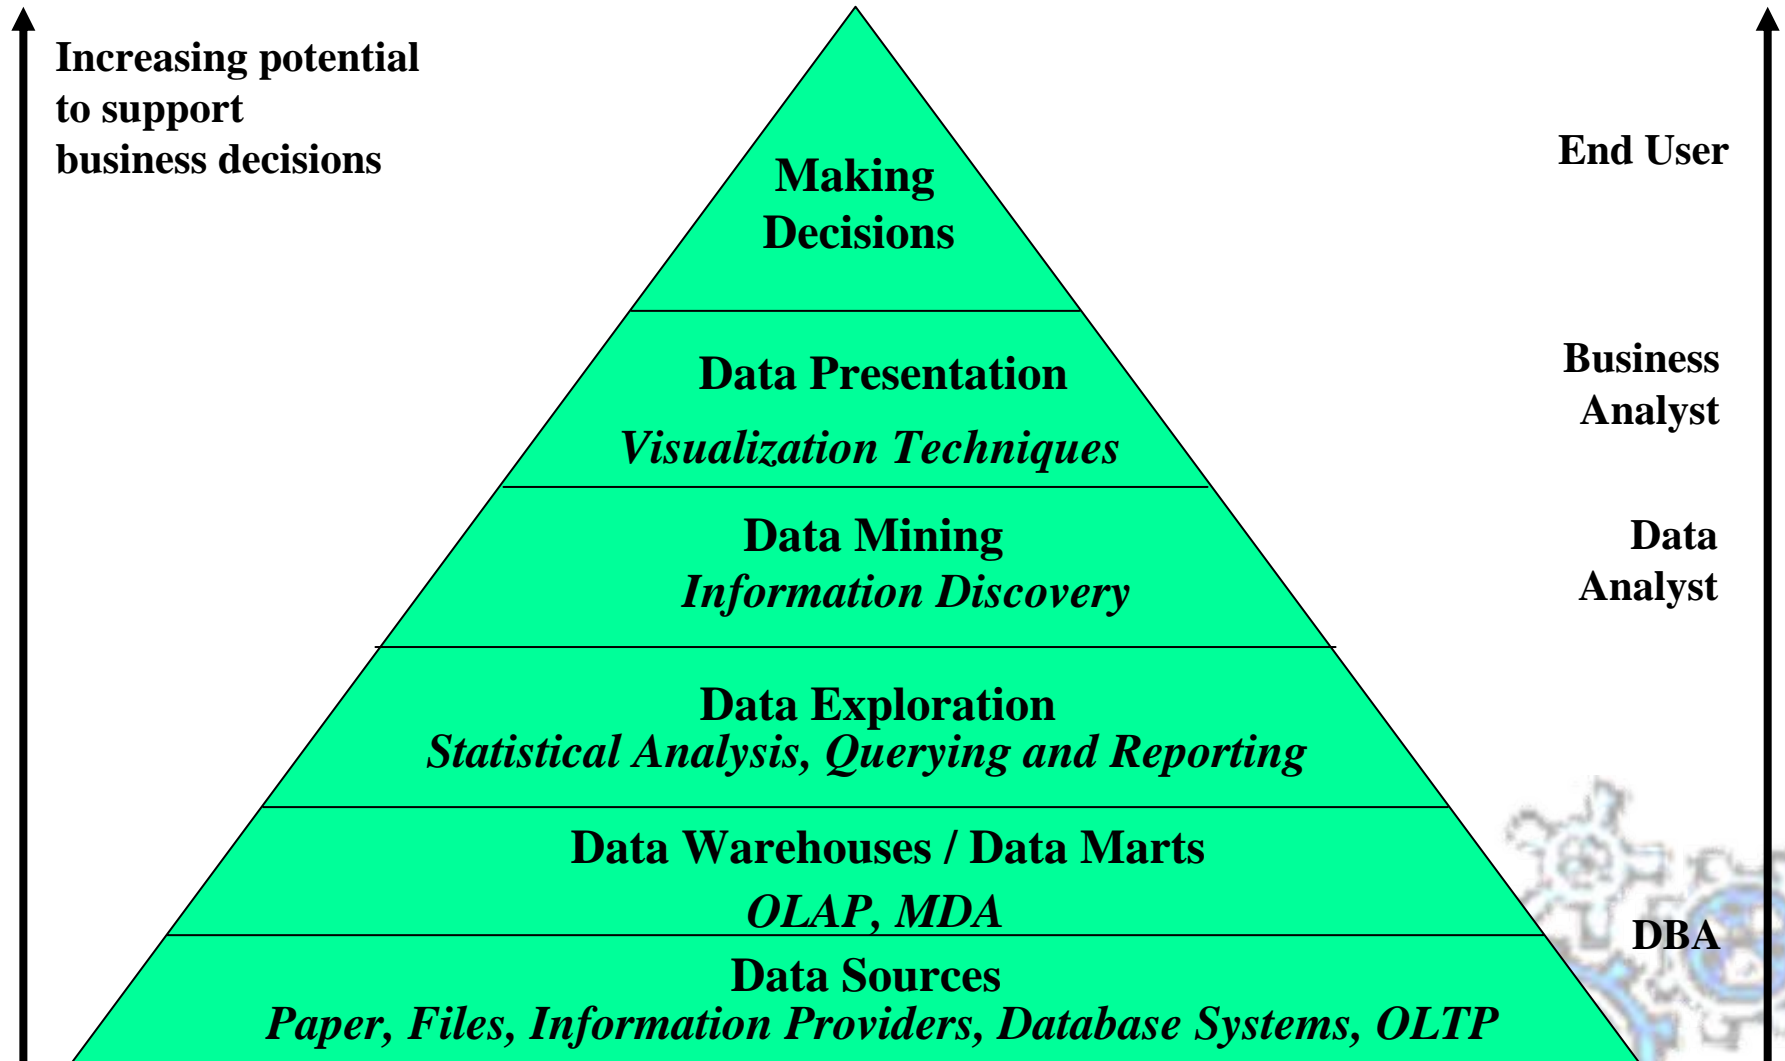 Increasing potential
to support
business decisions
End User
Making
Decisions
Business
Analyst
Data Presentation
Visualization Techniques
Data
Analyst
Data Mining
Information Discovery
Data Exploration
Statistical Analysis, Querying and Reporting
Data Warehouses / Data Marts
OLAP, MDA
DBA
Data Sources
Paper, Files, Information Providers, Database Systems, OLTP